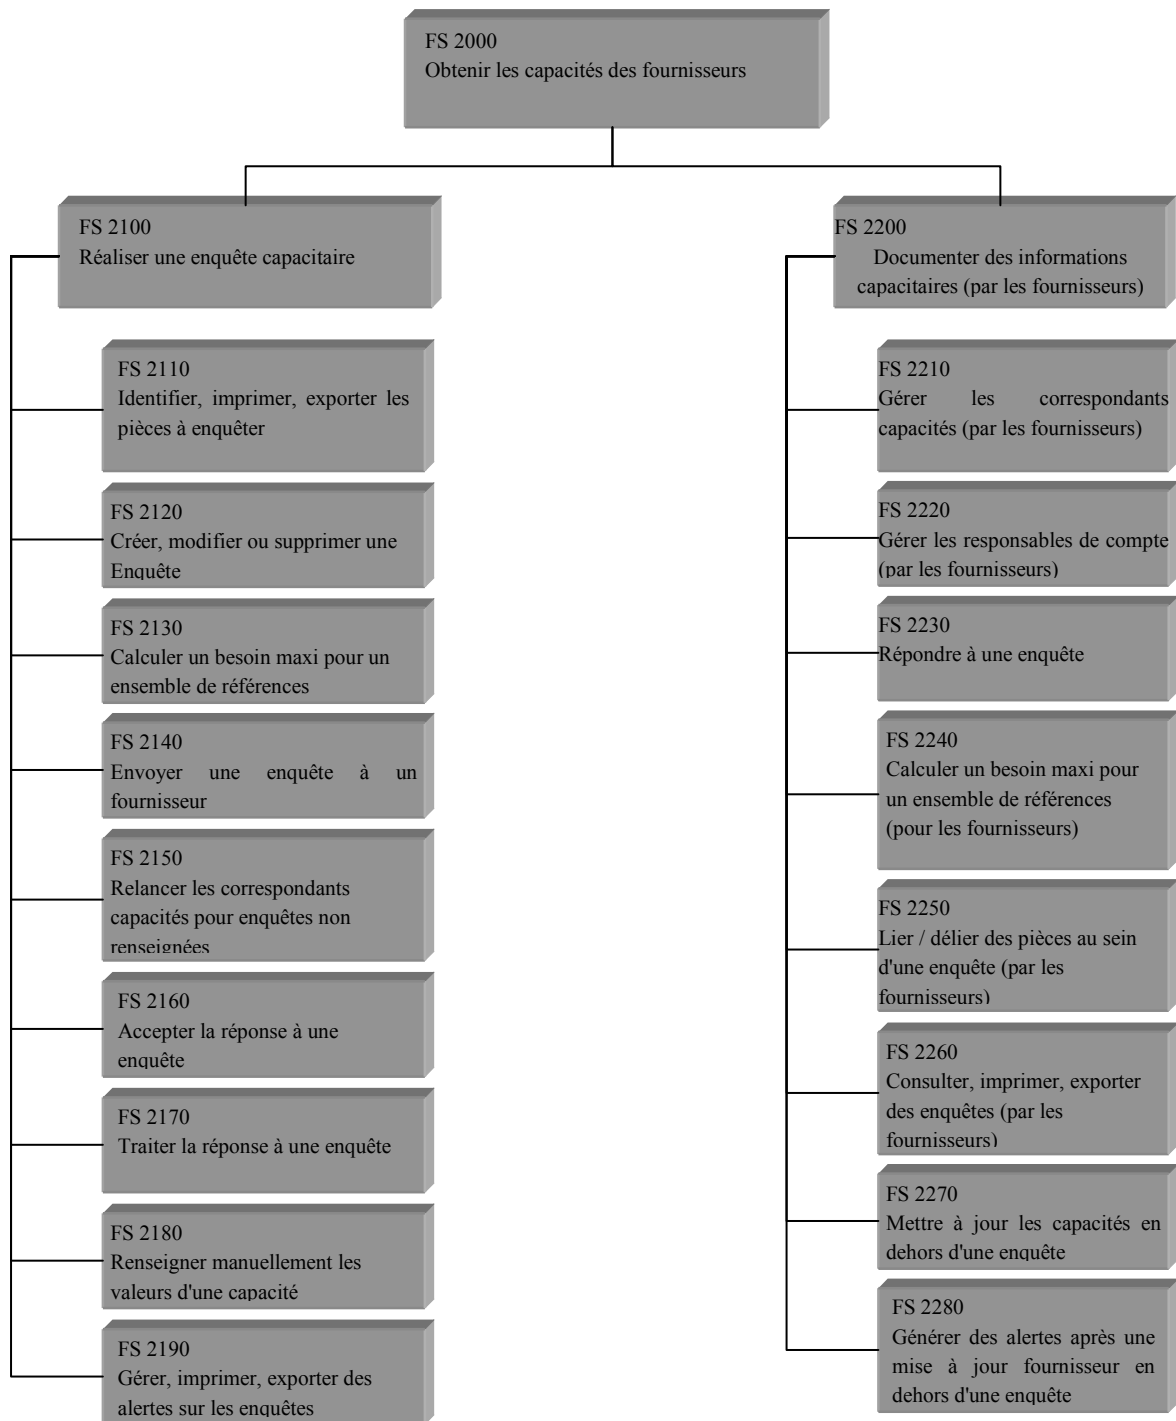 FS 2000
Obtenir les capacités des fournisseurs
FS 2100
Réaliser une enquête capacitaire
FS 2110
Identifier, imprimer, exporter les
pièces à enquêter
FS 2120
Créer, modifier ou supprimer une
Enquête
FS 2130
Calculer un besoin maxi pour un
ensemble de références
FS 2140
Envoyer une enquête à un
fournisseur
FS 2150
Relancer les correspondants
capacités pour enquêtes non
renseignées
FS 2160
Accepter la réponse à une
enquête
FS 2170
Traiter la réponse à une enquête
FS 2180
Renseigner manuellement les
valeurs d'une capacité
FS 2190
Gérer, imprimer, exporter des
alertes sur les enquêtes
FS 2200
Documenter des informations
capacitaires (par les fournisseurs)
FS 2210
Gérer les correspondants
capacités (par les fournisseurs)
FS 2220
Gérer les responsables de compte
(par les fournisseurs)
FS 2230
Répondre à une enquête
FS 2240
Calculer un besoin maxi pour
un ensemble de références
(pour les fournisseurs)
FS 2250
Lier / délier des pièces au sein
d'une enquête (par les
fournisseurs)
FS 2260
Consulter, imprimer, exporter
des enquêtes (par les
fournisseurs)
FS 2270
Mettre à jour les capacités en
dehors d'une enquête
FS 2280
Générer des alertes après une
mise à jour fournisseur en
dehors d'une enquête